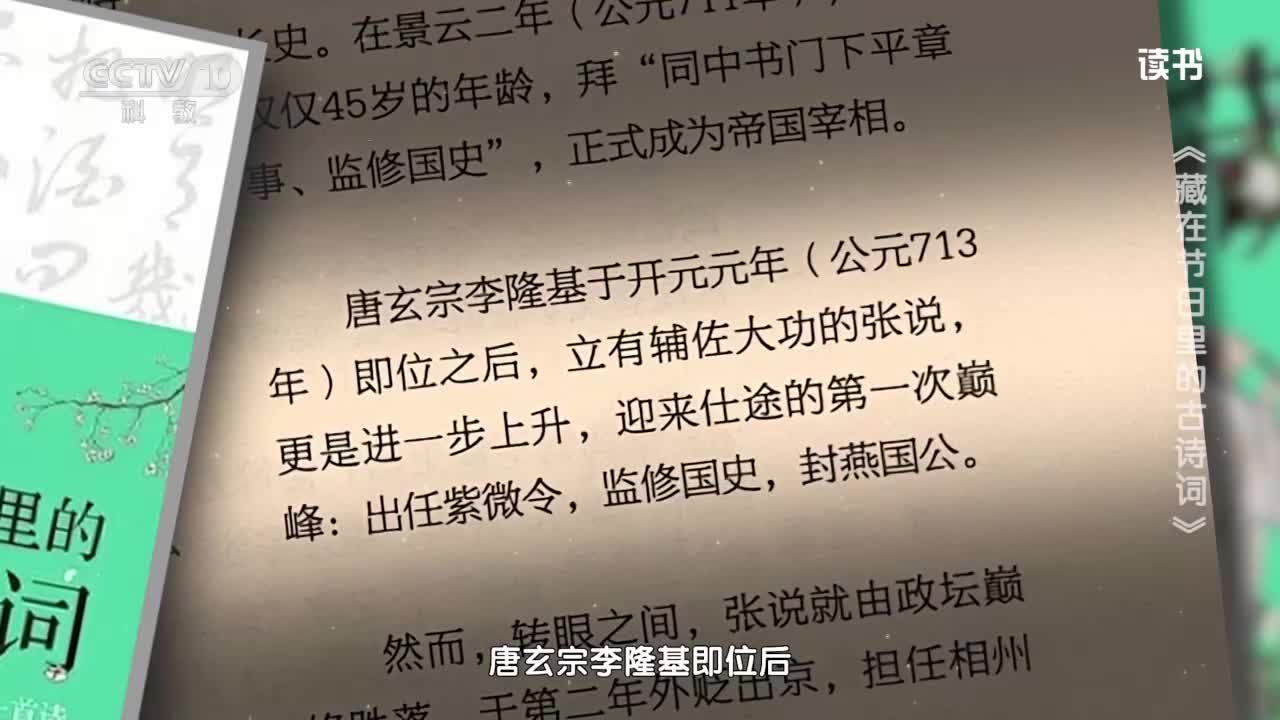 CCTV 10
科教
读书
《藏在节日里的古诗词》
里的
词
长史。在景云二年（公元711年
仅仅45岁的年龄，拜“同中书门下平章
事、监修国史”，正式成为帝国宰相。
唐玄宗李隆基于开元元年（公元713
年）即位之后，立有辅佐大功的张说，
更是进一步上升，迎来仕途的第一次巅
峰：出任紫微令，监修国史，封燕国公。
然而，转眼之间，张说就由政坛巅
于第二年外贬出京，担任相州
唐玄宗李隆基即位后